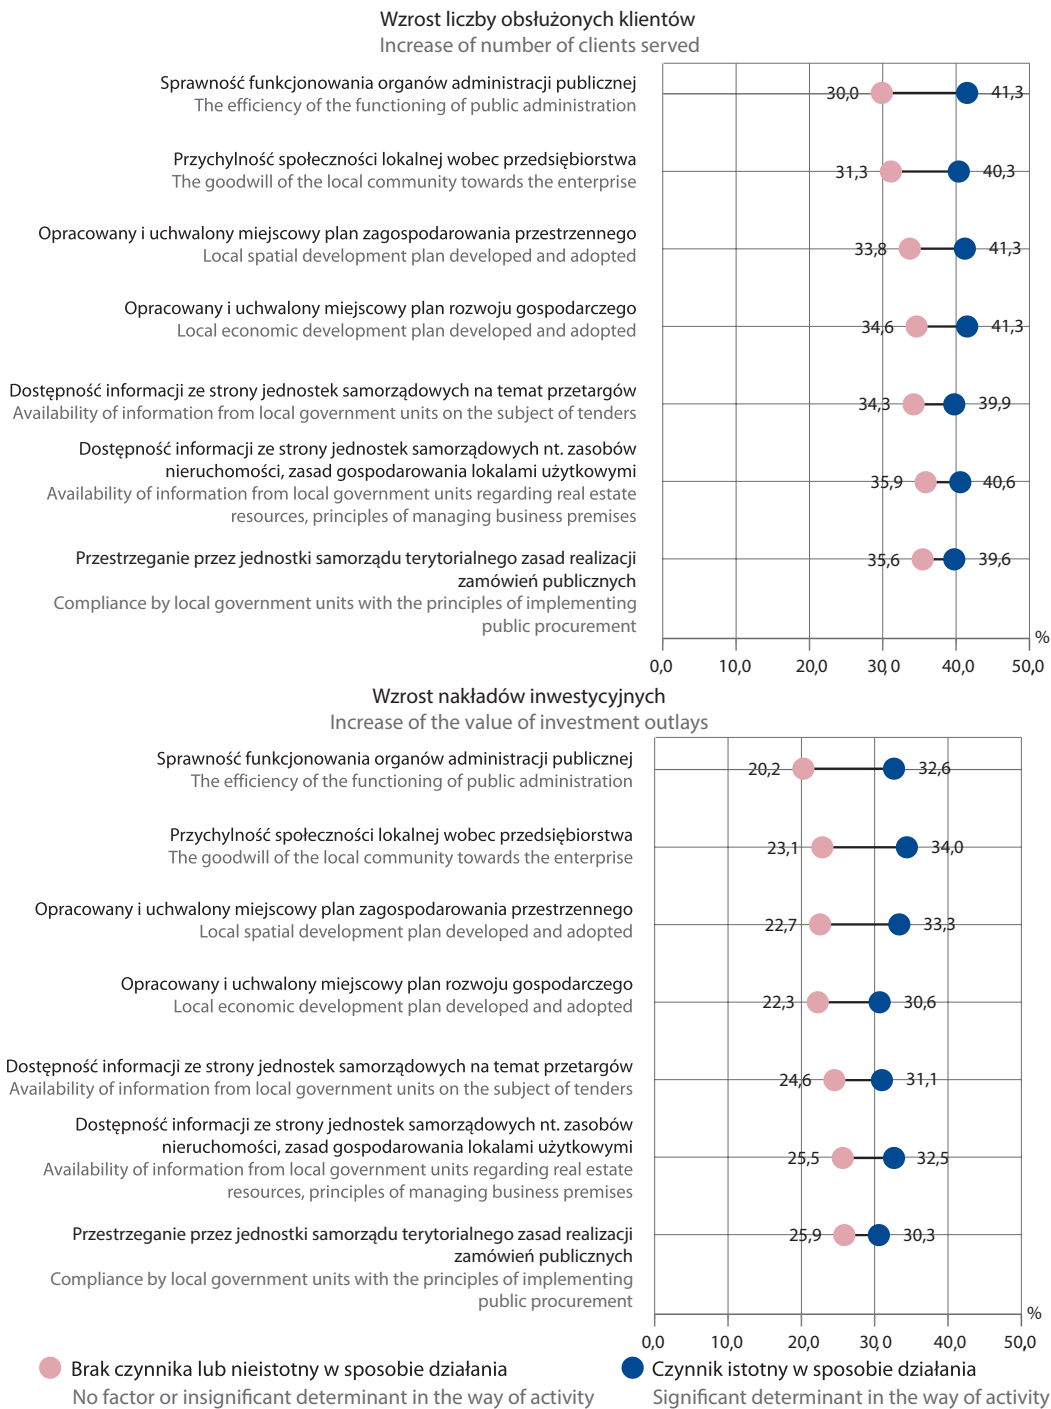 Wzrost liczby obsłużonych klientów
Increase of number of clients served
Sprawność funkcjonowania organów administracji publicznej
The efficiency of the functioning of public administration
30,0
41,3
Przychylność społeczności lokalnej wobec przedsiębiorstwa
The goodwill of the local community towards the enterprise
31,3
40,3
Opracowany i uchwalony miejscowy plan zagospodarowania przestrzennego
Local spatial development plan developed and adopted
33,8
41,3
Opracowany i uchwalony miejscowy plan rozwoju gospodarczego
Local economic development plan developed and adopted
34,6
41,3
Dostępność informacji ze strony jednostek samorządowych na temat przetargów
Availability of information from local government units on the subject of tenders
34,3
39,9
Dostępność informacji ze strony jednostek samorządowych nt. zasobów
nieruchomości, zasad gospodarowania lokalami użytkowymi
Availability of information from local government units regarding real estate
resources, principles of managing business premises
35,9
40,6
Przestrzeganie przez jednostki samorządu terytorialnego zasad realizacji
zamówień publicznych
Compliance by local government units with the principles of implementing
public procurement
35,6
39,6
%
0,0 10,0 20,0 30,0 40,0 50,0
Wzrost nakładów inwestycyjnych
Increase of the value of investment outlays
Sprawność funkcjonowania organów administracji publicznej
The efficiency of the functioning of public administration
20,2
32,6
Przychylność społeczności lokalnej wobec przedsiębiorstwa
The goodwill of the local community towards the enterprise
23,1
34,0
Opracowany i uchwalony miejscowy plan zagospodarowania przestrzennego
Local spatial development plan developed and adopted
22,7
33,3
Opracowany i uchwalony miejscowy plan rozwoju gospodarczego
Local economic development plan developed and adopted
22,3
30,6
Dostępność informacji ze strony jednostek samorządowych na temat przetargów
Availability of information from local government units on the subject of tenders
24,6
31,1
Dostępność informacji ze strony jednostek samorządowych nt. zasobów
nieruchomości, zasad gospodarowania lokalami użytkowymi
Availability of information from local government units regarding real estate
resources, principles of managing business premises
25,5
32,5
Przestrzeganie przez jednostki samorządu terytorialnego zasad realizacji
zamówień publicznych
Compliance by local government units with the principles of implementing
public procurement
25,9
30,3
%
0,0 10,0 20,0 30,0 40,0 50,0
Brak czynnika lub nieistotny w sposobie działania
No factor or insignificant determinant in the way of activity
Czynnik istotny w sposobie działania
Significant determinant in the way of activity